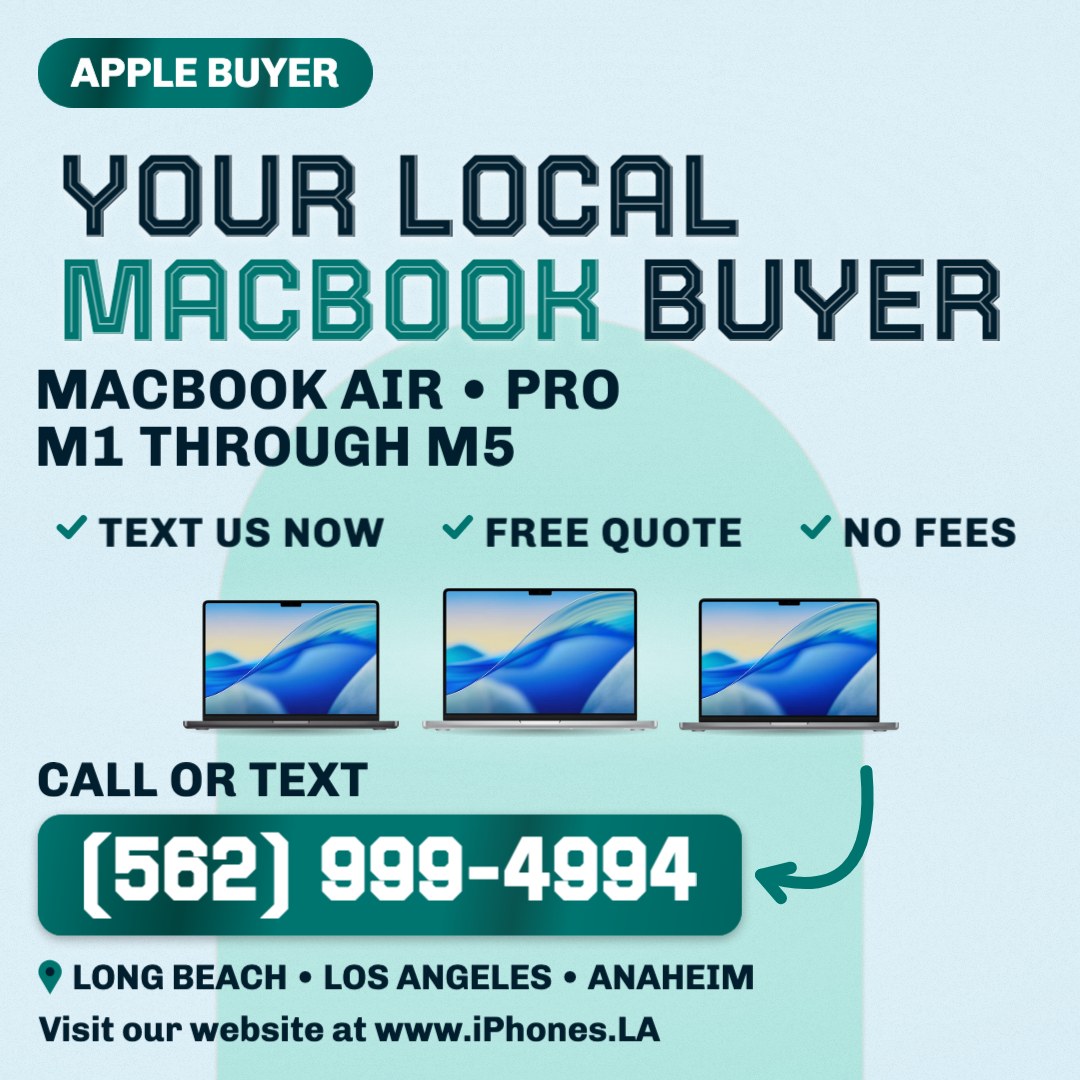 APPLE BUYER
YOUR LOCAL
MACBOOK BUYER
MACBOOK AIR • PRO
M1 THROUGH M5
TEXT US NOW
FREE QUOTE
NO FEES
CALL OR TEXT
(562) 999-4994
LONG BEACH • LOS ANGELES • ANAHEIM
Visit our website at www.iPhones.LA